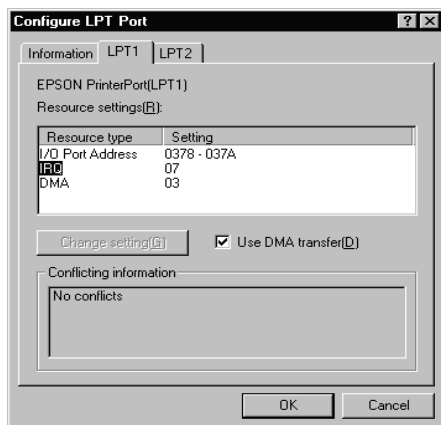 Configure LPT Port
Information LPT1 LPT2
EPSON PrinterPort(LPT1)
Resource settings(R):
Resource type Setting
I/O Port Address 0378 - 037A
IRQ 07
DMA 03
Change setting(G) Use DMA transfer(D)
Conflicting information
No conflicts
OK Cancel